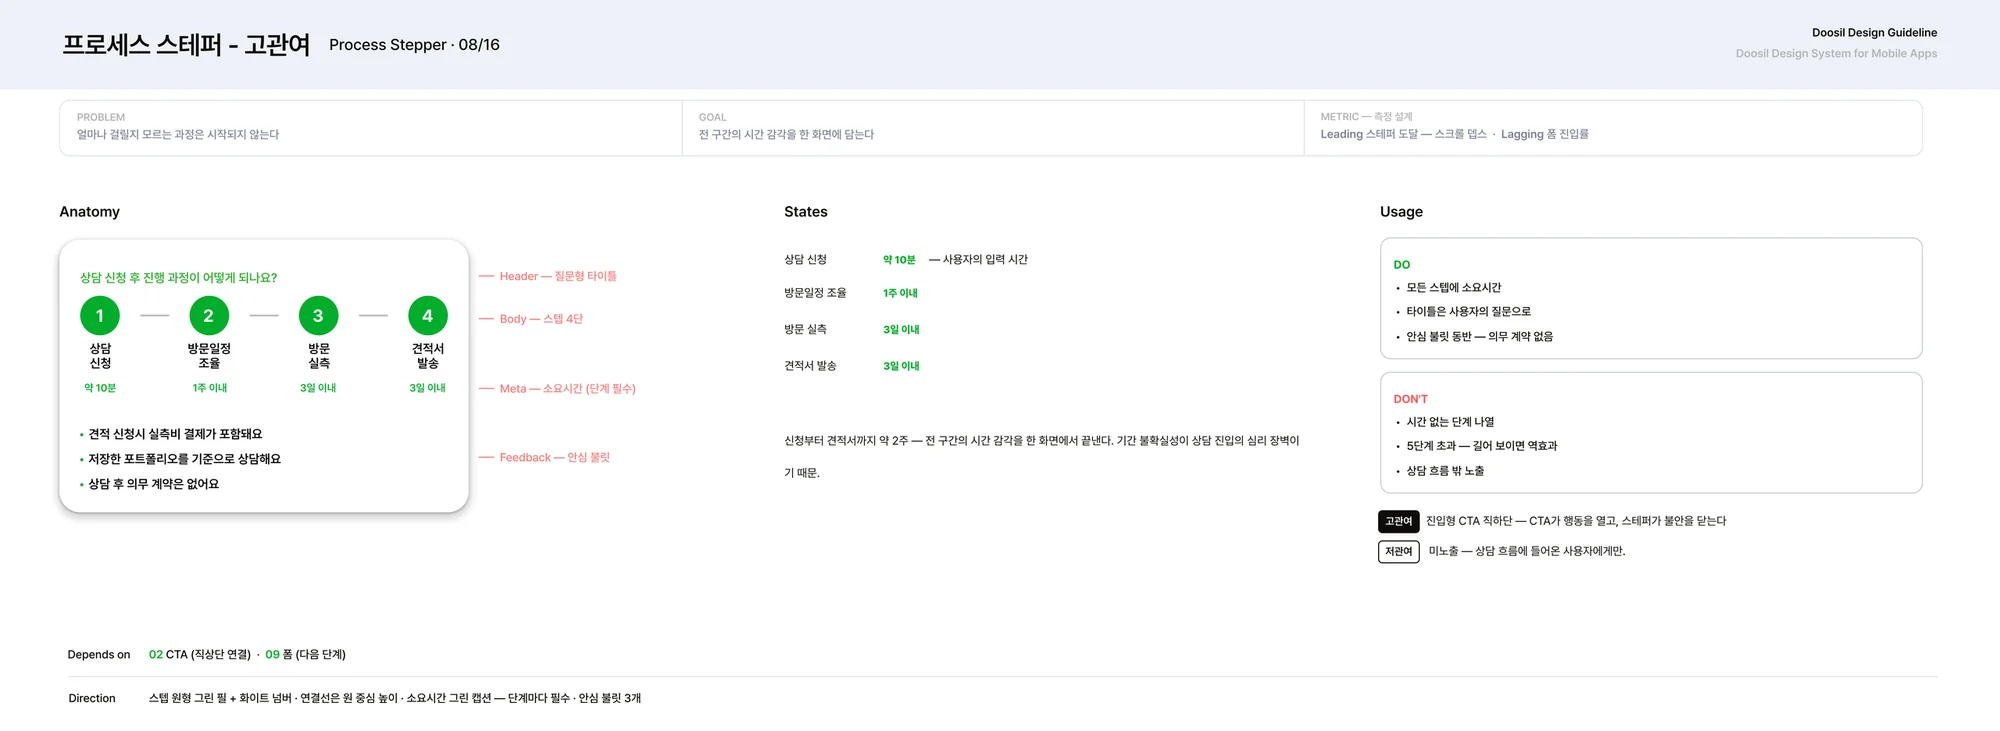 프로세스 스테퍼 - 고관여
Process Stepper · 08/16
Doosil Design Guideline
Doosil Design System for Mobile Apps
PROBLEM
얼마나 걸릴지 모르는 과정은 시작되지 않는다
GOAL
전 구간의 시간 감각을 한 화면에 담는다
METRIC — 측정 설계
Leading 스테퍼 도달 — 스크롤 뎁스 · Lagging 폼 진입률
Anatomy
상담 신청 후 진행 과정이 어떻게 되나요?
1
2
3
4
상담
신청
방문일정
조율
방문
실측
견적서
발송
약 10분
1주 이내
3일 이내
3일 이내
• 견적 신청시 실측비 결제가 포함돼요
• 저장한 포트폴리오를 기준으로 상담해요
• 상담 후 의무 계약은 없어요
Header — 질문형 타이틀
Body — 스텝 4단
Meta — 소요시간 (단계 필수)
Feedback — 안심 불릿
States
상담 신청 약 10분 — 사용자의 입력 시간
방문일정 조율 1주 이내
방문 실측 3일 이내
견적서 발송 3일 이내
신청부터 견적서까지 약 2주 — 전 구간의 시간 감각을 한 화면에서 끝낸다. 기간 불확실성이 상담 진입의 심리 장벽이
기 때문.
Usage
DO
• 모든 스텝에 소요시간
• 타이틀은 사용자의 질문으로
• 안심 불릿 동반 — 의무 계약 없음
DON'T
• 시간 없는 단계 나열
• 5단계 초과 — 길어 보이면 역효과
• 상담 흐름 밖 노출
고관여 진입형 CTA 직하단 — CTA가 행동을 열고, 스테퍼가 불안을 닫는다
저관여 미노출 — 상담 흐름에 들어온 사용자에게만.
Depends on 02 CTA (직상단 연결) · 09 폼 (다음 단계)
Direction 스텝 원형 그린 필 + 화이트 넘버 · 연결선은 원 중심 높이 · 소요시간 그린 캡션 — 단계마다 필수 · 안심 불릿 3개